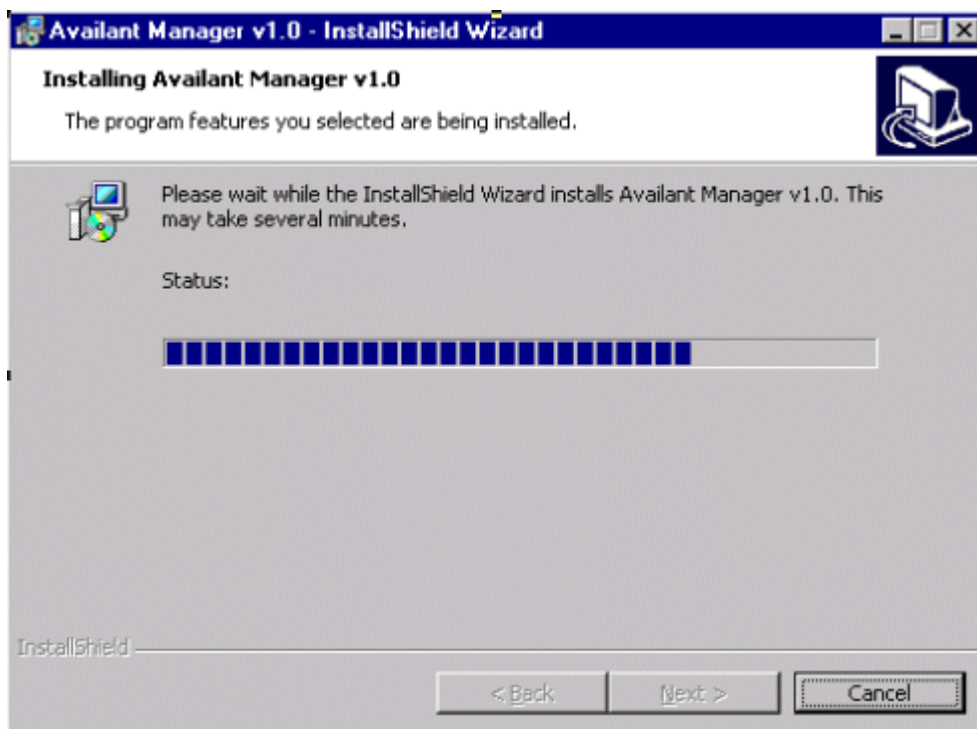 Availant Manager v1.0 - InstallShield Wizard
Installing Availant Manager v1.0
The program features you selected are being installed.
Please wait while the InstallShield Wizard installs Availant Manager v1.0. This
may take several minutes.
Status:
InstallShield
< Back
Next >
Cancel